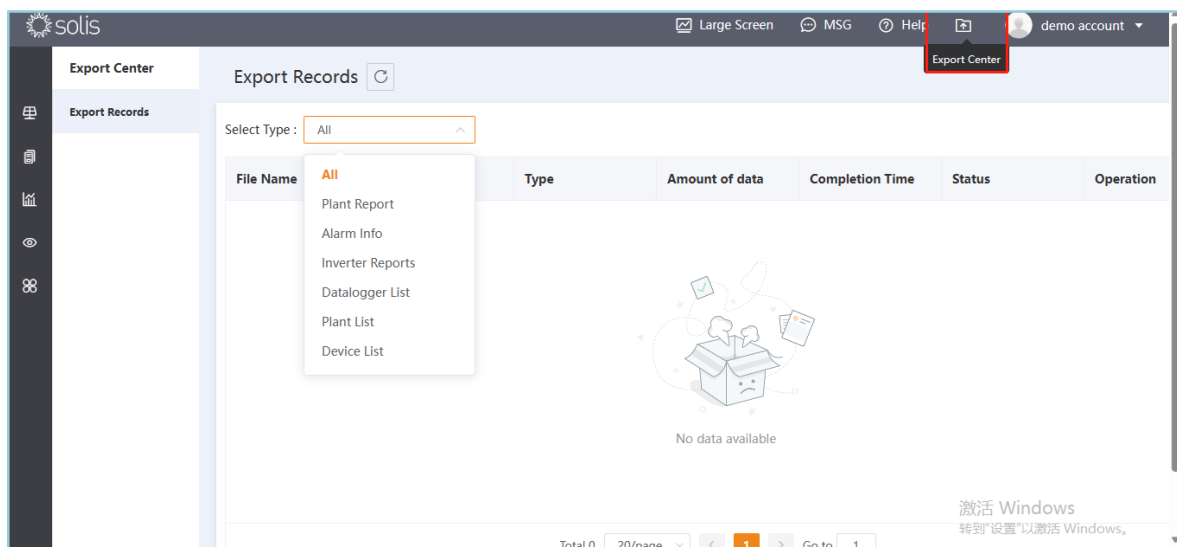 solis
Large Screen MSG Help demo account
Export Center
Export Center
Export Records
Export Records
Select Type : All
File Name Type Amount of data Completion Time Status Operation
All
Plant Report
Alarm Info
Inverter Reports
Datalogger List
Plant List
Device List
No data available
激活 Windows
转到"设置"以激活 Windows。
Total 0 20/page 1 Go to 1